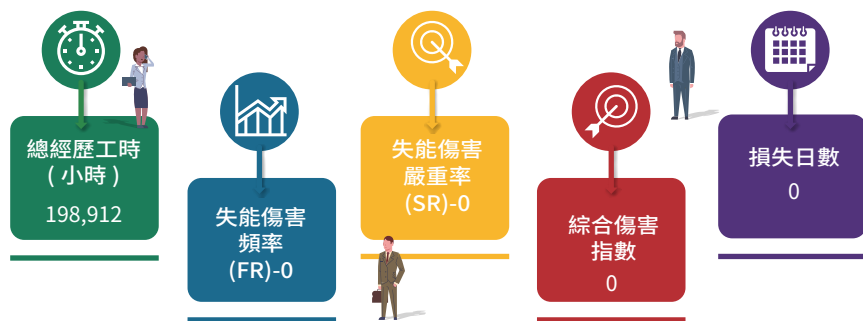 總經歷工時
( 小時 )
198,912
失能傷害
頻率
(FR)-0
失能傷害
嚴重率
(SR)-0
綜合傷害
指數
0
損失日數
0